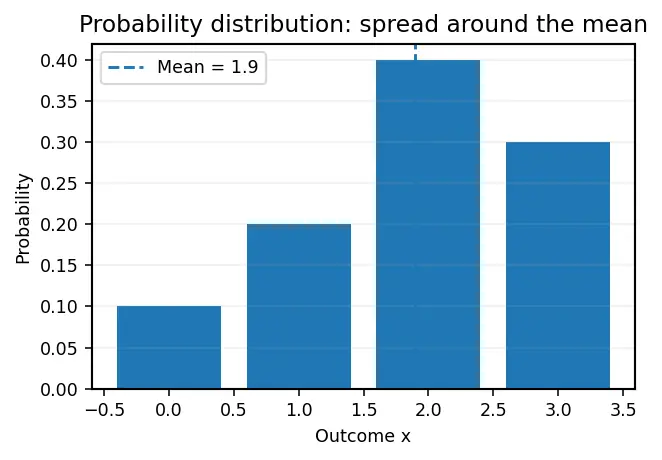 Probability distribution: spread around the mean
Mean = 1.9
0.40
0.35
0.30
0.25
0.20
0.15
0.10
0.05
0.00
Probability
−0.5 0.0 0.5 1.0 1.5 2.0 2.5 3.0 3.5
Outcome x